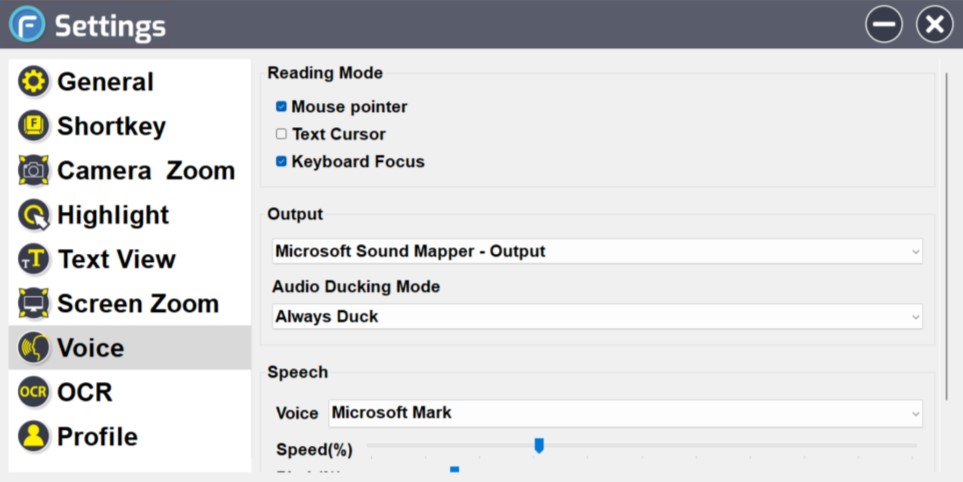 Settings
General
Shortkey
Camera Zoom
Highlight
Text View
Screen Zoom
Voice
OCR
OCR
Profile
Reading Mode
Mouse pointer
Text Cursor
Keyboard Focus
Output
Microsoft Sound Mapper - Output
Audio Ducking Mode
Always Duck
Speech
Voice Microsoft Mark
Speed(%)